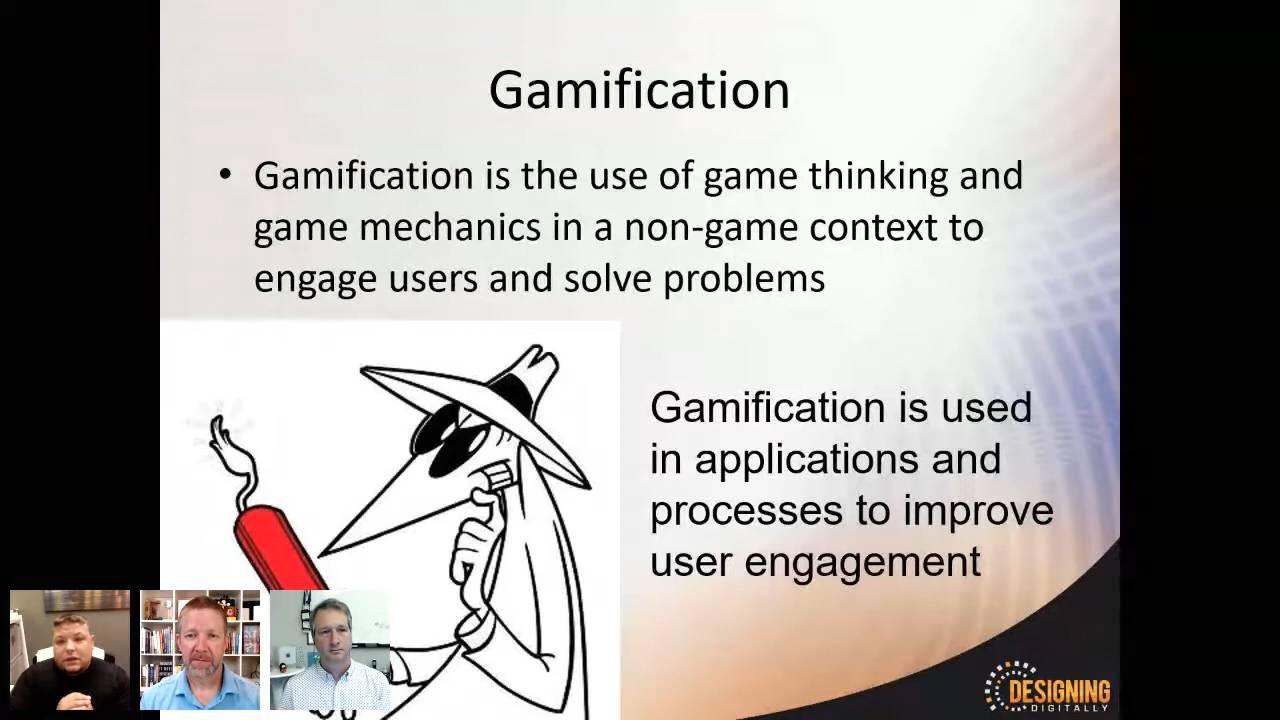 Gamification
• Gamification is the use of game thinking and
game mechanics in a non-game context to
engage users and solve problems
Gamification is used
in applications and
processes to improve
user engagement
DESIGNING
DIGITALLY